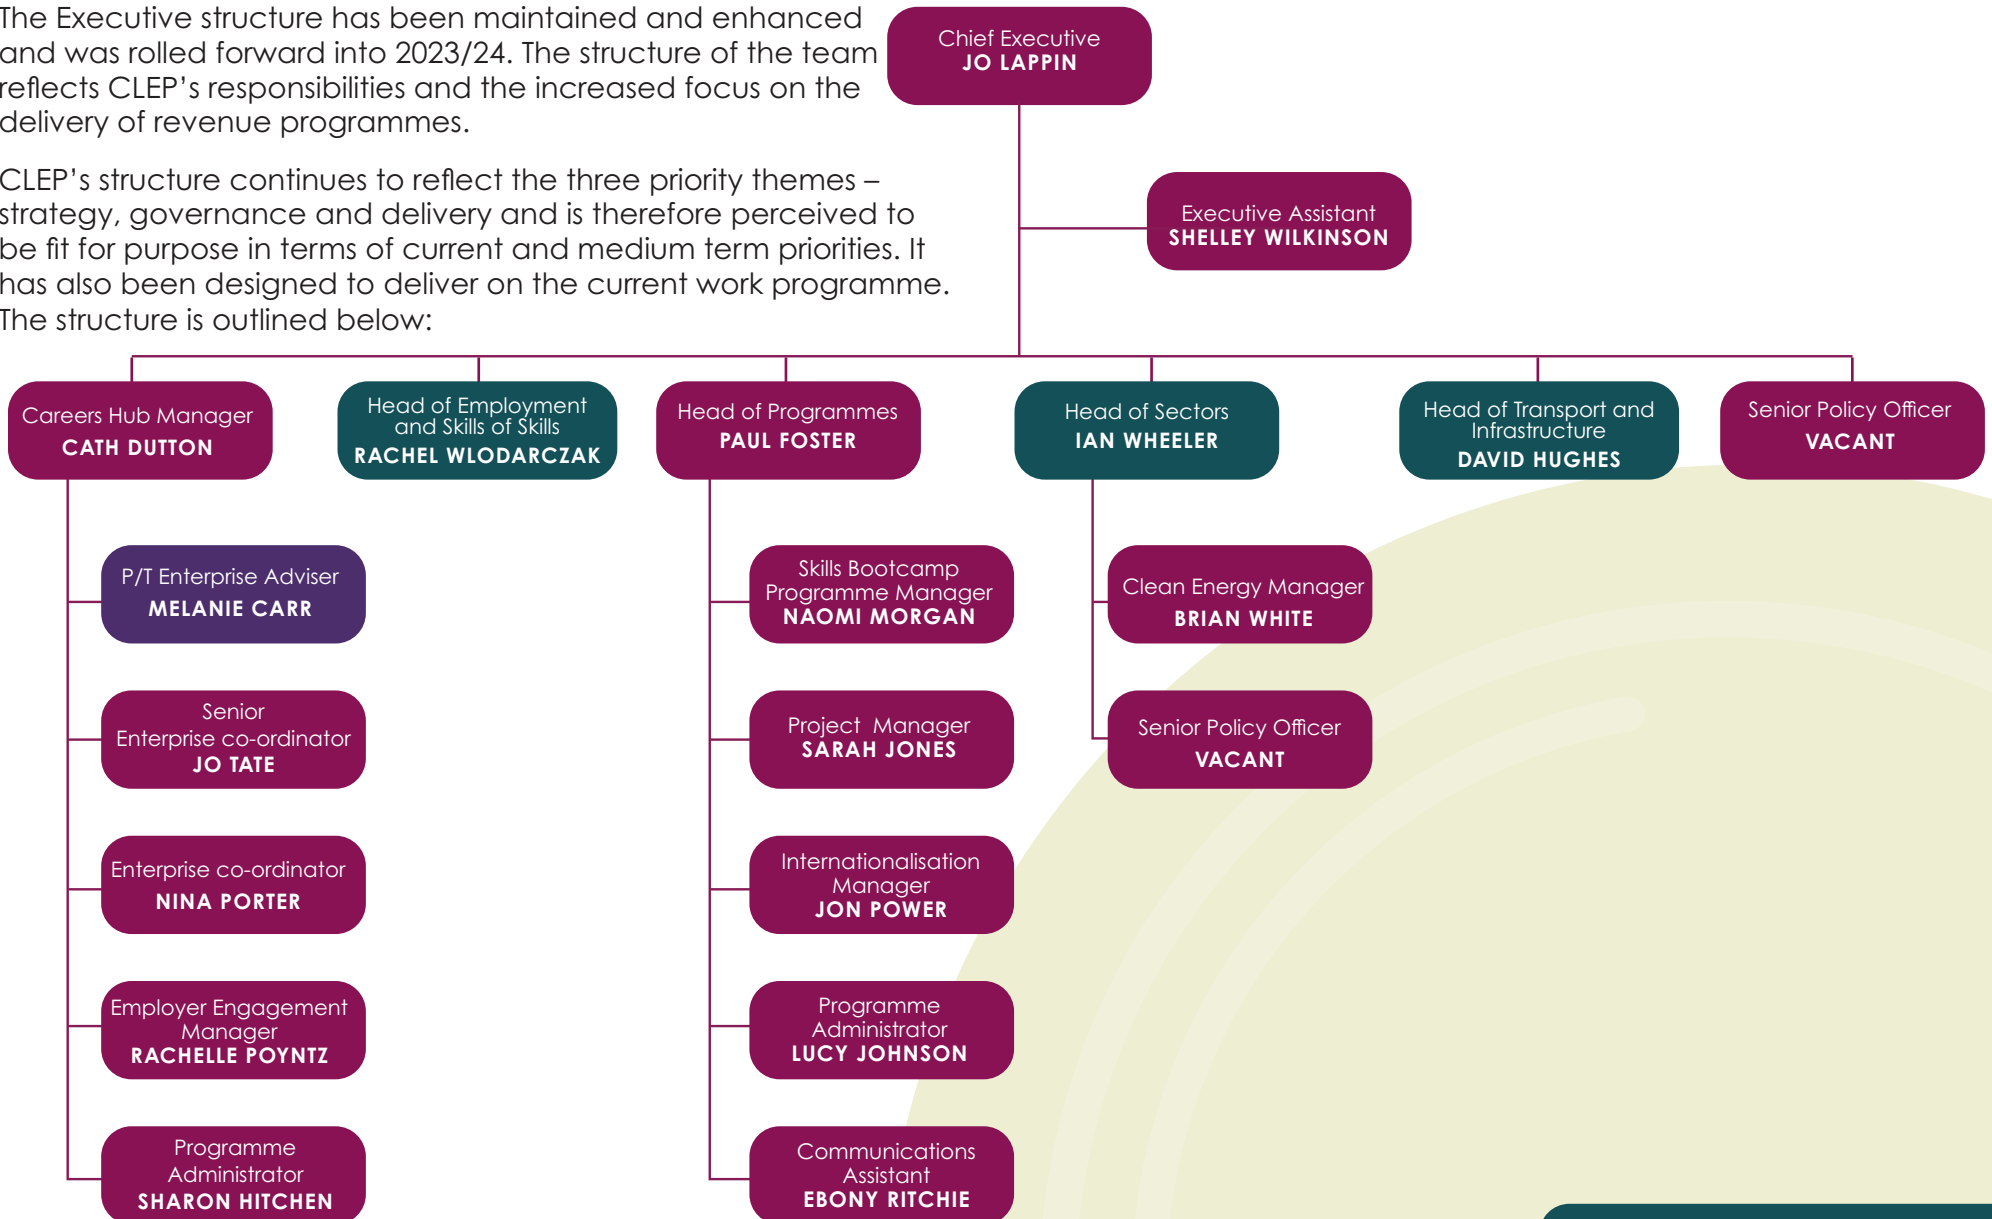 The Executive structure has been maintained and enhanced
and was rolled forward into 2023/24. The structure of the team
reflects CLEP’s responsibilities and the increased focus on the
delivery of revenue programmes.
CLEP’s structure continues to reflect the three priority themes –
strategy, governance and delivery and is therefore perceived to
be fit for purpose in terms of current and medium term priorities. It
has also been designed to deliver on the current work programme.
The structure is outlined below:
Chief Executive
JO LAPPIN
Executive Assistant
SHELLEY WILKINSON
Careers Hub Manager
CATH DUTTON
Head of Employment
and Skills of Skills
RACHEL WLODARCZAK
Head of Programmes
PAUL FOSTER
Head of Sectors
IAN WHEELER
Head of Transport and
Infrastructure
DAVID HUGHES
Senior Policy Officer
VACANT
P/T Enterprise Adviser
MELANIE CARR
Senior
Enterprise co-ordinator
JO TATE
Enterprise co-ordinator
NINA PORTER
Employer Engagement
Manager
RACHELLE POYNTZ
Programme
Administrator
SHARON HITCHEN
Skills Bootcamp
Programme Manager
NAOMI MORGAN
Project Manager
SARAH JONES
Internationalisation
Manager
JON POWER
Programme
Administrator
LUCY JOHNSON
Communications
Assistant
EBONY RITCHIE
Clean Energy Manager
BRIAN WHITE
Senior Policy Officer
VACANT